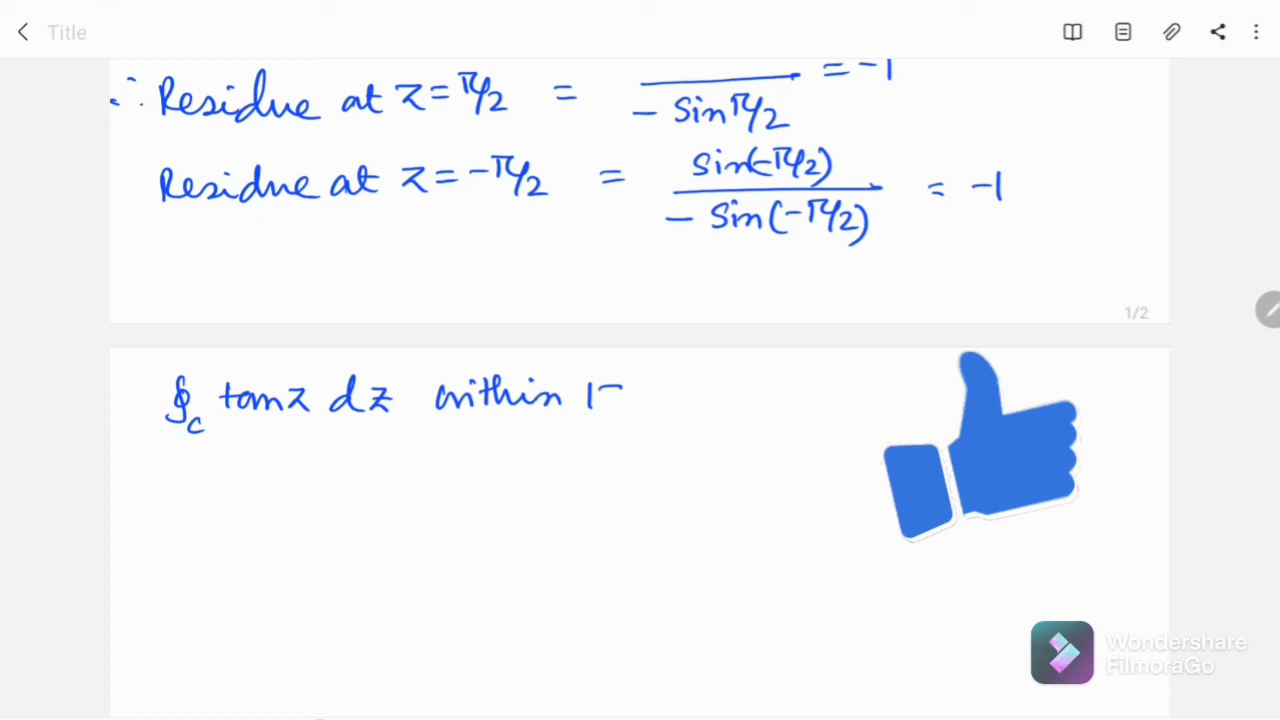 Title
∴ Residue at z = π/2 = / - Sin π/2 = -1
Residue at z = -π/2 = Sin(-π/2) / - Sin(-π/2) = -1
1/2
∮c tan z dz within |
Wondershare
FilmoraGo